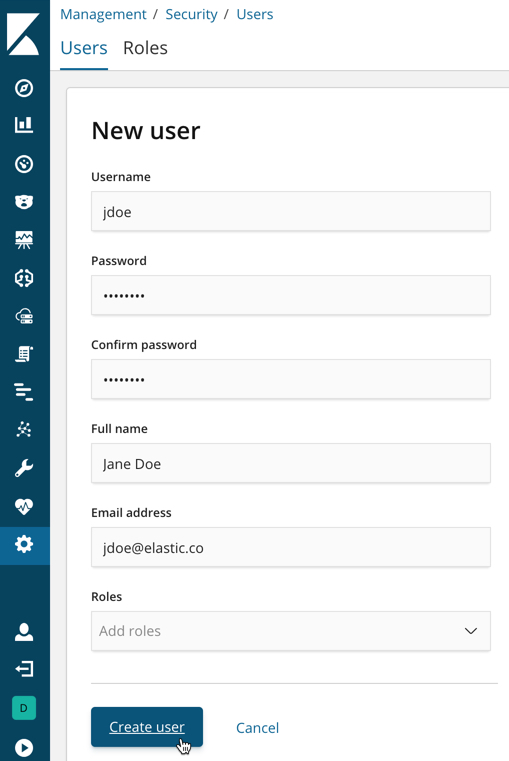 Management / Security / Users
Users Roles
New user
Username
jdoe
Password
••••••••
Confirm password
••••••••
Full name
Jane Doe
Email address
jdoe@elastic.co
Roles
Add roles
D
Create user Cancel